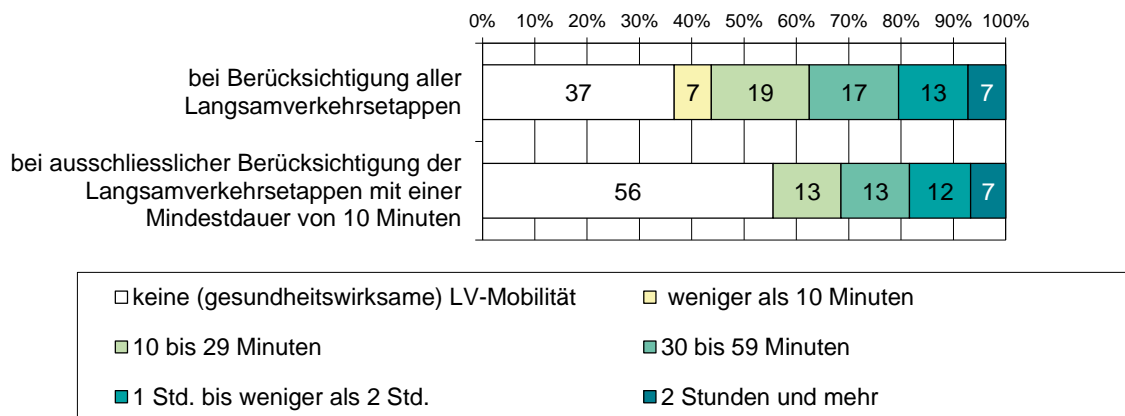 0% 10% 20% 30% 40% 50% 60% 70% 80% 90% 100%
bei Berücksichtigung aller
Langsamverkehrsetappen
37 7 19 17 13 7
bei ausschliesslicher Berücksichtigung der
Langsamverkehrsetappen mit einer
Mindestdauer von 10 Minuten
56 13 13 12 7
keine (gesundheitswirksame) LV-Mobilität
weniger als 10 Minuten
10 bis 29 Minuten
30 bis 59 Minuten
1 Std. bis weniger als 2 Std.
2 Stunden und mehr